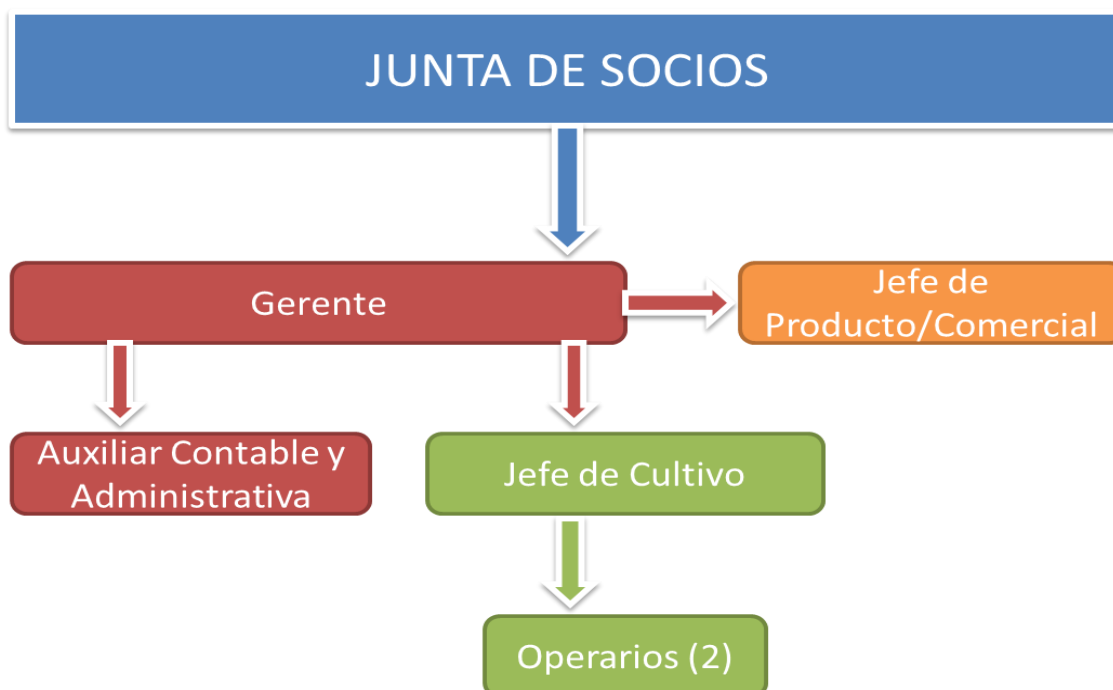 JUNTA DE SOCIOS
Gerente
Jefe de
Producto/Comercial
Auxiliar Contable y
Administrativa
Jefe de Cultivo
Operarios (2)